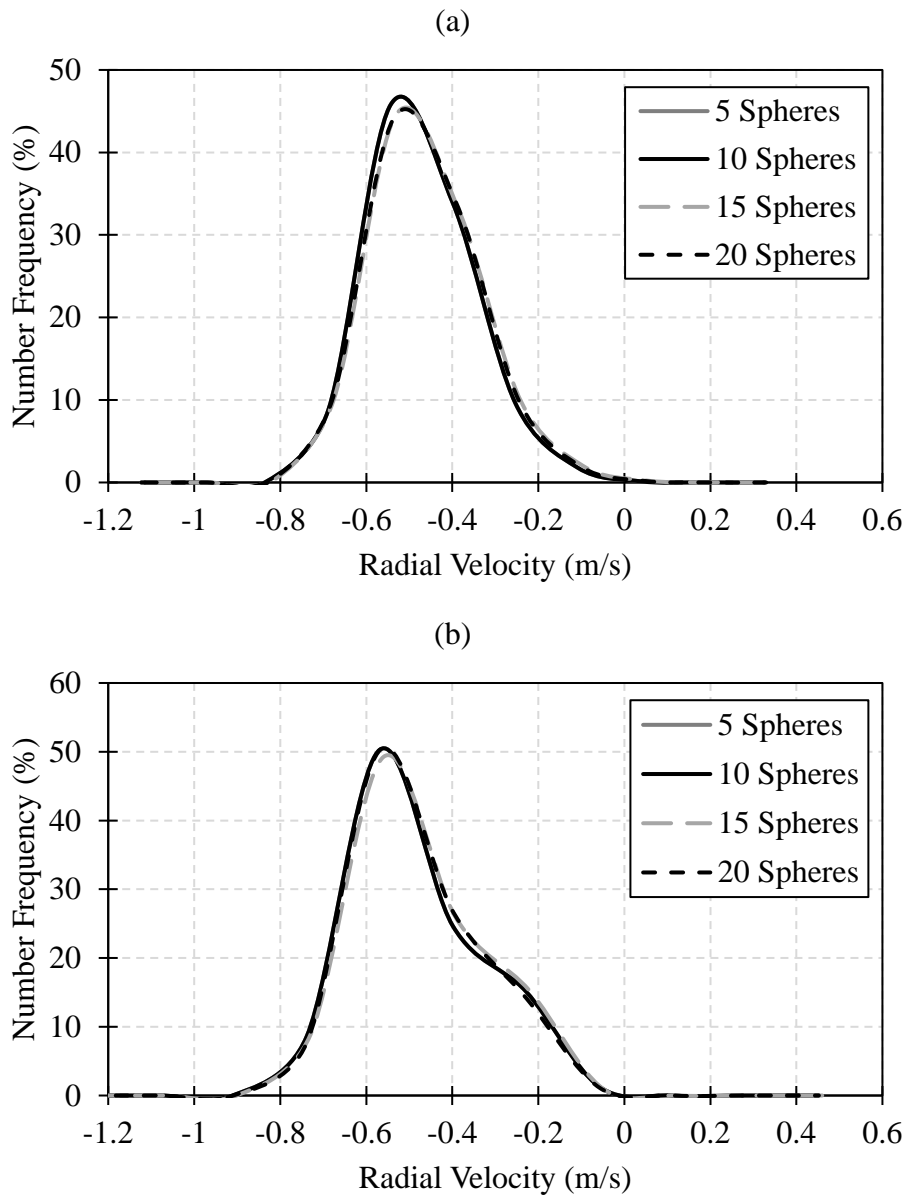 (a)
50
40
30
20
10
0
Number Frequency (%)
5 Spheres
10 Spheres
15 Spheres
20 Spheres
-1.2 -1 -0.8 -0.6 -0.4 -0.2 0 0.2 0.4 0.6
Radial Velocity (m/s)
(b)
60
50
40
30
20
10
0
Number Frequency (%)
5 Spheres
10 Spheres
15 Spheres
20 Spheres
-1.2 -1 -0.8 -0.6 -0.4 -0.2 0 0.2 0.4 0.6
Radial Velocity (m/s)